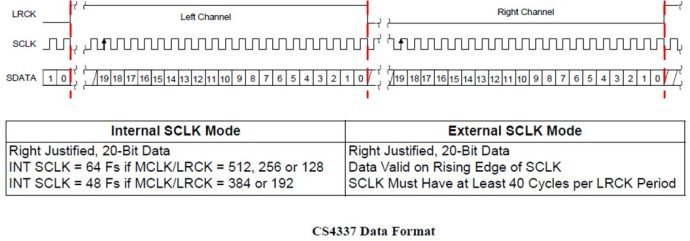 LRCK
Left Channel
Right Channel
SCLK
SDATA
1 0 19 18 17 16 15 14 13 12 11 10 9 8 7 6 5 4 3 2 1 0 19 18 17 16 15 14 13 12 11 10 9 8 7 6 5 4 3 2 1 0
Internal SCLK Mode
Right Justified, 20-Bit Data
INT SCLK = 64 Fs if MCLK/LRCK = 512, 256 or 128
INT SCLK = 48 Fs if MCLK/LRCK = 384 or 192
External SCLK Mode
Right Justified, 20-Bit Data
Data Valid on Rising Edge of SCLK
SCLK Must Have at Least 40 Cycles per LRCK Period
CS4337 Data Format